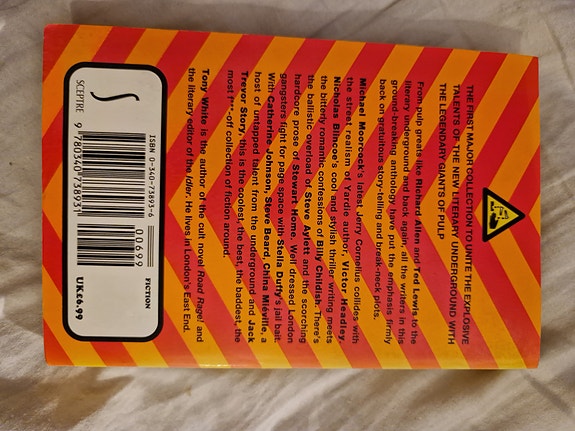 THE FIRST MAJOR COLLECTION TO UNITE THE EXPLOSIVE
TALENTS OF THE NEW LITERARY UNDERGROUND WITH
THE LEGENDARY GIANTS OF PULP
From pulp greats like Richard Allen and Ted Lewis to the
literary underground and back again, all the writers in this
ground-breaking anthology have put the emphasis firmly
back on gratuitous story-telling and break-neck plots.
Michael Moorcock's latest Jerry Cornelius collides with
the street realism of Yardie author, Victor Headley.
Nicholas Blincoe's cool and stylish thriller writing meets
the bitterly romantic confessions of Billy Childish. There's
the ballistic overload of Steve Aylett and the scorching
hardcore prose of Stewart Home. Well dressed London
gangsters fight for page space with Stella Duffy's jail bait.
With Catherine Johnson, Steve Beard, China Miéville, a
host of untapped talent from the underground and Jack
Trevor Story, this is the coolest, the best, the baddest, the
most f***-off collection of fiction around.
Tony White is the author of the cult novel Road Rage! and
the literary editor of the Idler. He lives in London's East End.
SCEPTRE
ISBN 0-340-73893-6
9 780340 738931
00699
FICTION
UK£6.99